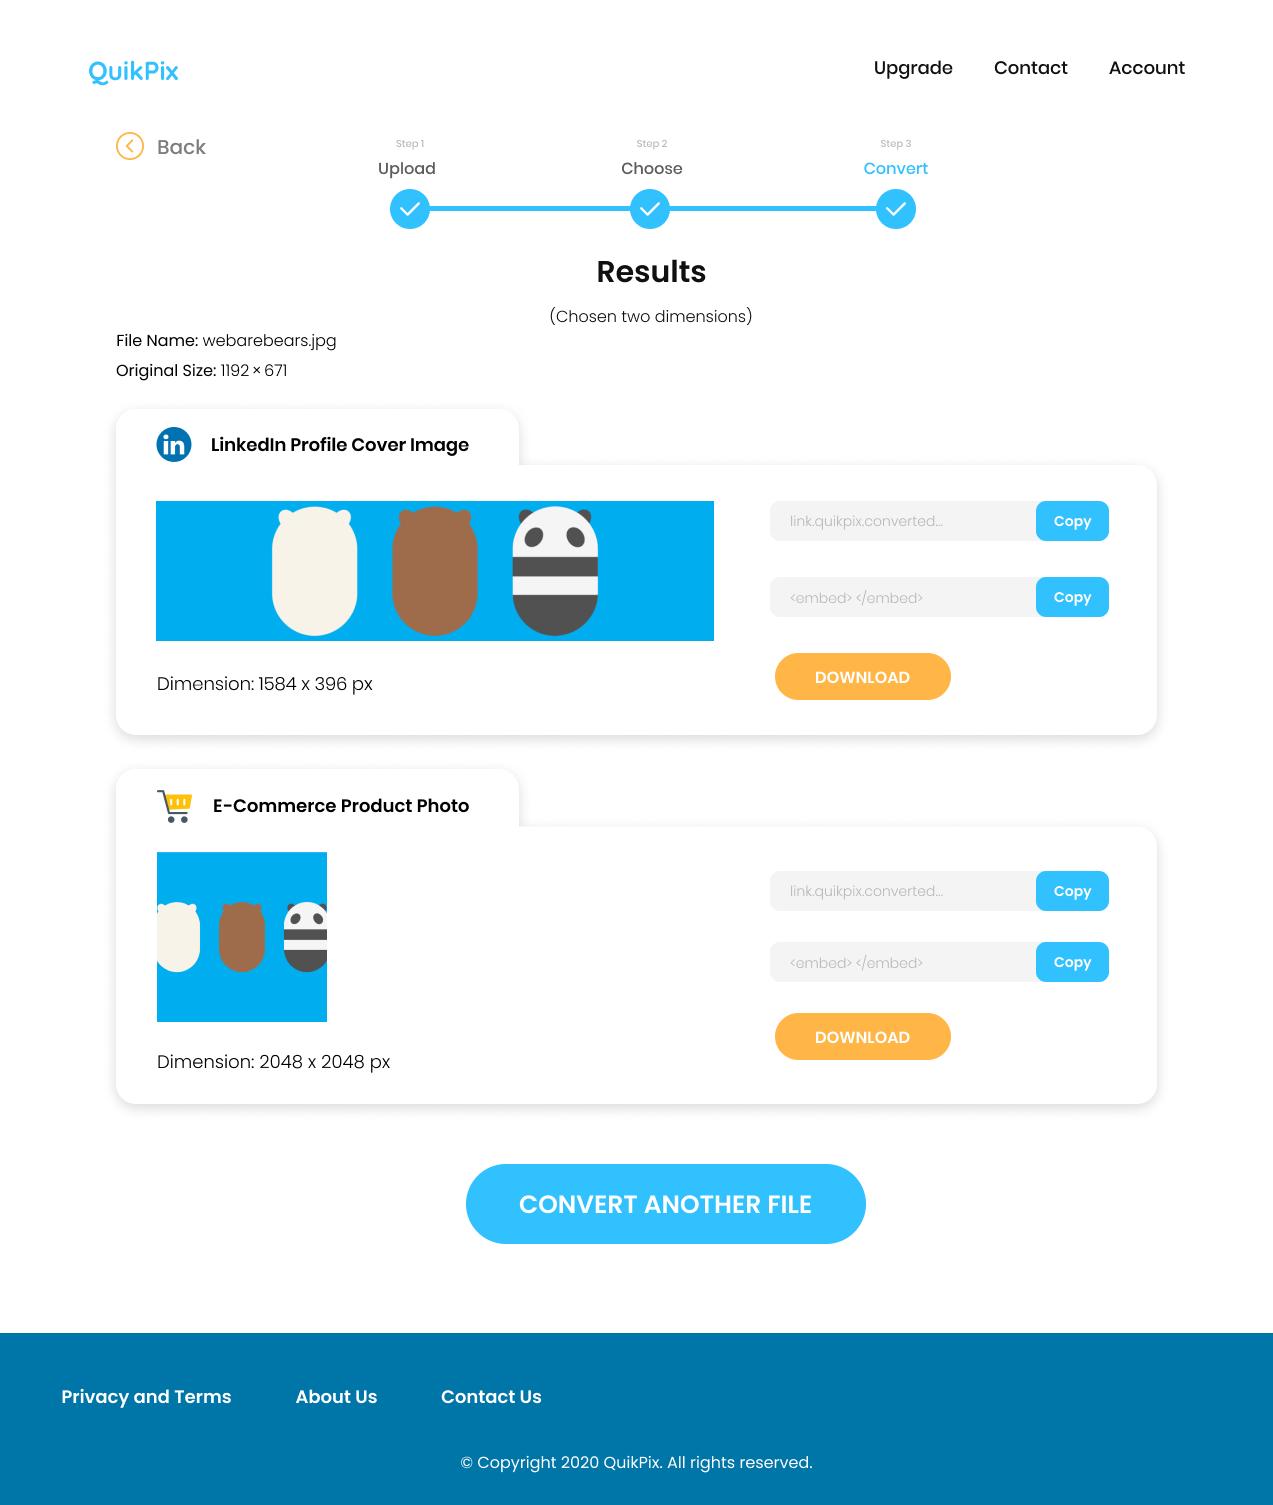 QuikPix
Upgrade Contact Account
Back
Step 1 Step 2 Step 3
Upload Choose Convert
Results
(Chosen two dimensions)
File Name: webarebears.jpg
Original Size: 1192 × 671
in LinkedIn Profile Cover Image
link.quikpix.converted... Copy
<embed> </embed> Copy
DOWNLOAD
Dimension: 1584 x 396 px
E-Commerce Product Photo
link.quikpix.converted... Copy
<embed> </embed> Copy
DOWNLOAD
Dimension: 2048 x 2048 px
CONVERT ANOTHER FILE
Privacy and Terms About Us Contact Us
© Copyright 2020 QuikPix. All rights reserved.